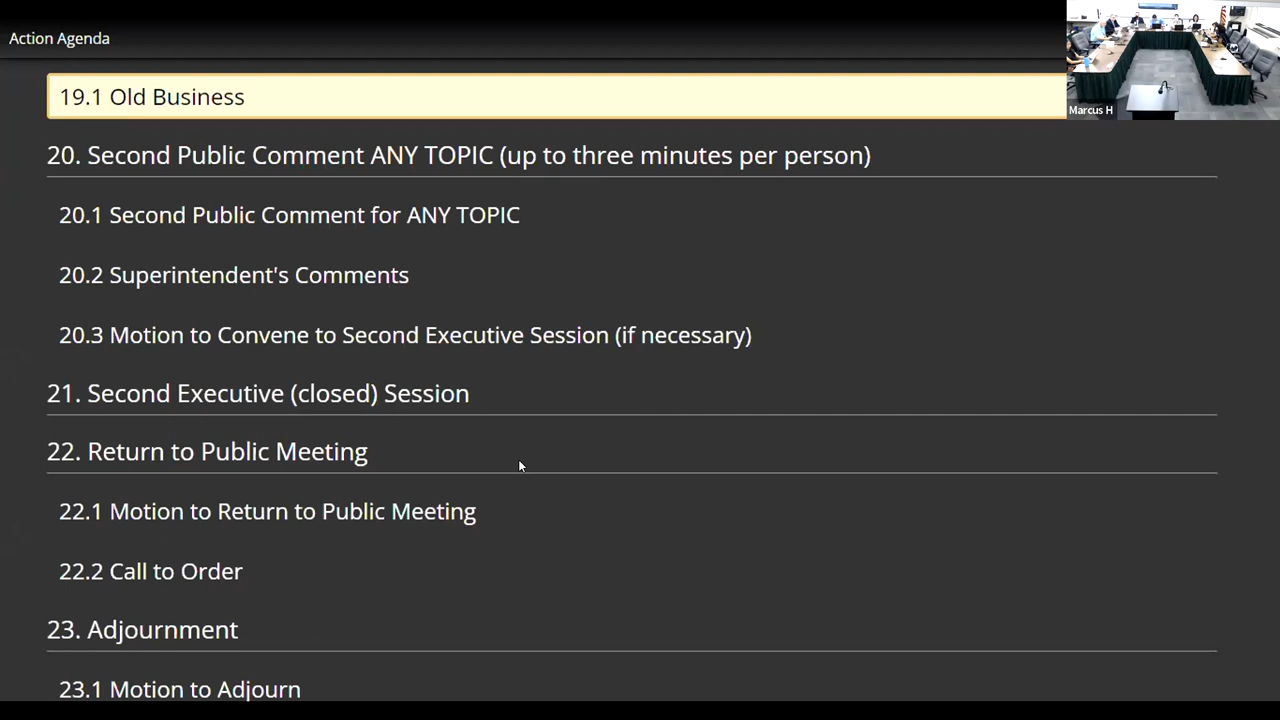 Action Agenda
Marcus H
19.1 Old Business
20. Second Public Comment ANY TOPIC (up to three minutes per person)
20.1 Second Public Comment for ANY TOPIC
20.2 Superintendent's Comments
20.3 Motion to Convene to Second Executive Session (if necessary)
21. Second Executive (closed) Session
22. Return to Public Meeting
22.1 Motion to Return to Public Meeting
22.2 Call to Order
23. Adjournment
23.1 Motion to Adjourn